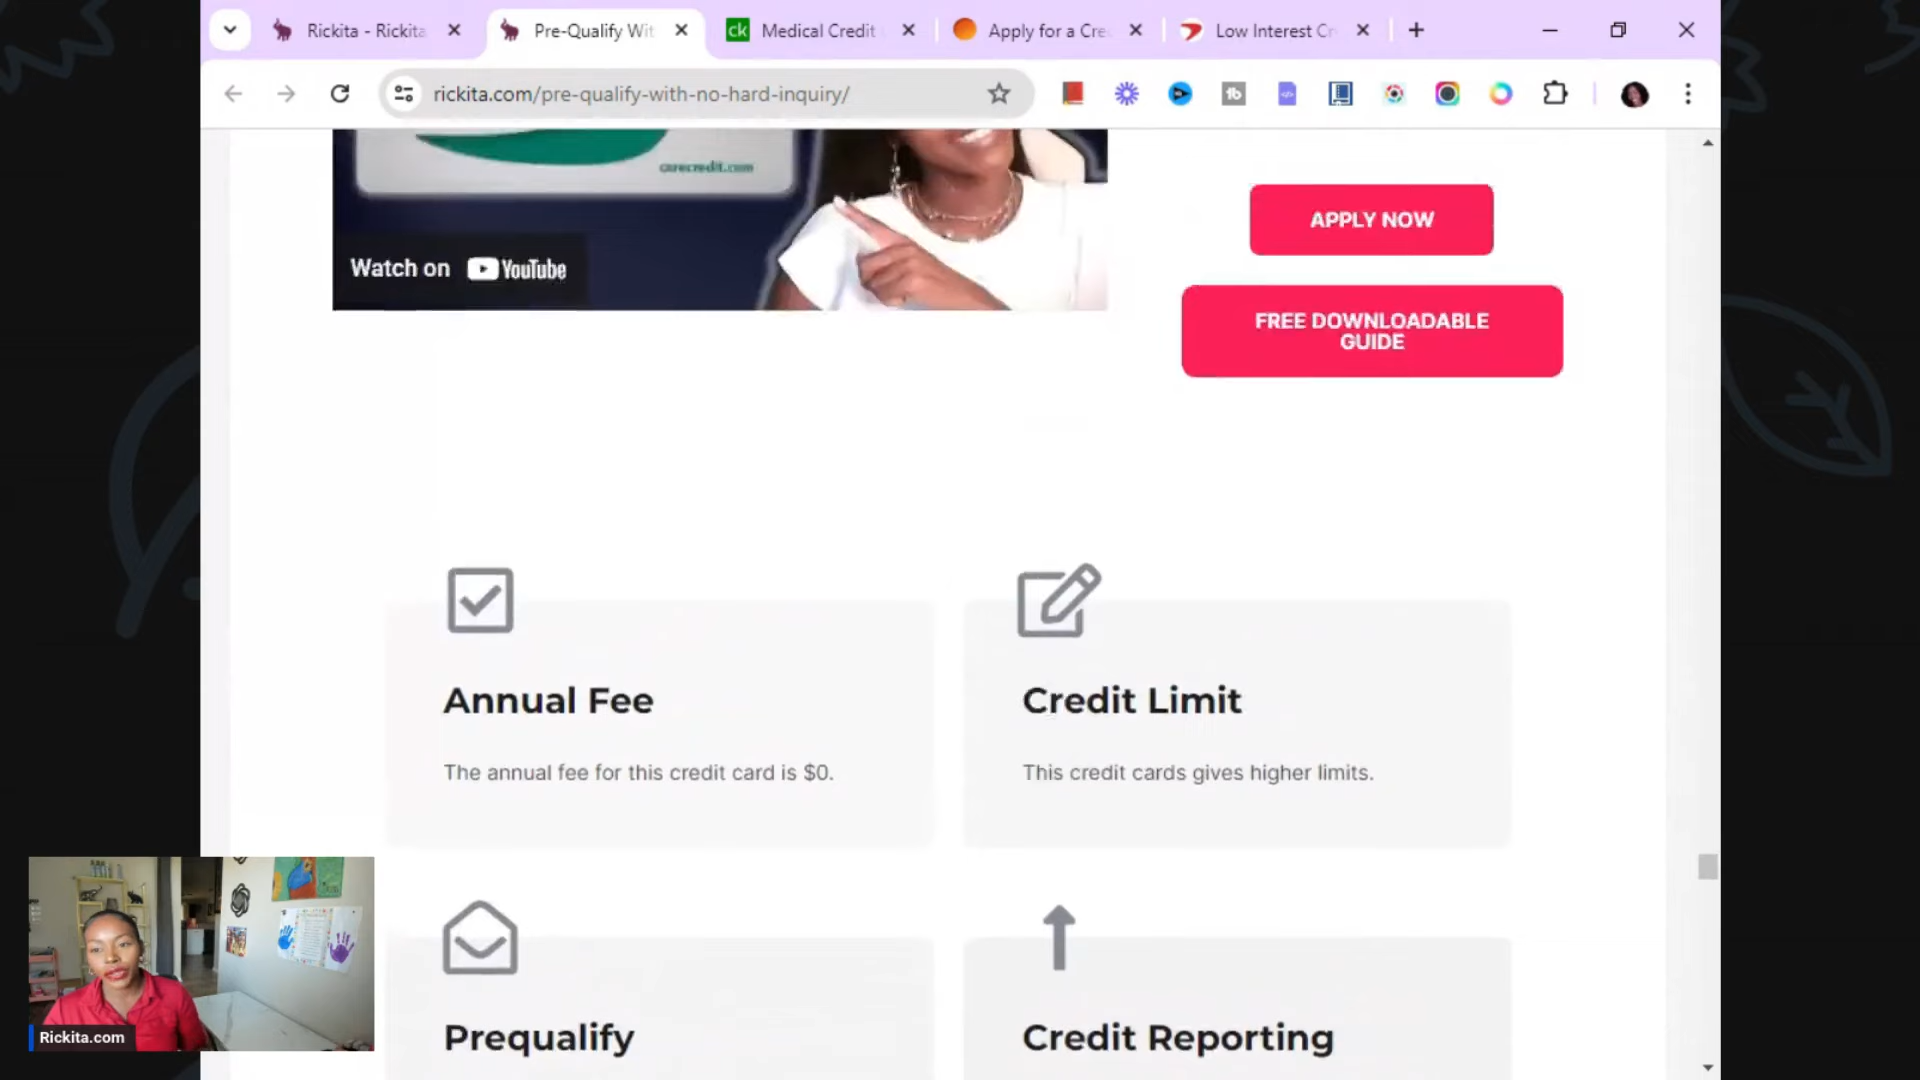 Rickita - Rickita
Pre-Qualify Wit
ck
Medical Credit
Apply for a Cre
Low Interest Cr
rickita.com/pre-qualify-with-no-hard-inquiry/
tb
carecredit.com
Watch on YouTube
APPLY NOW
FREE DOWNLOADABLE
GUIDE
Annual Fee
The annual fee for this credit card is $0.
Credit Limit
This credit cards gives higher limits.
Prequalify
Credit Reporting
Rickita.com